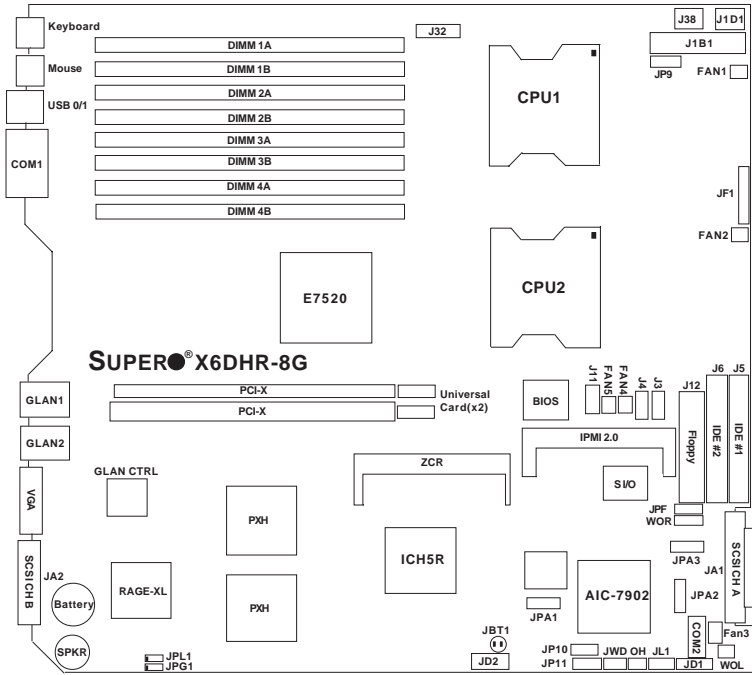 Keyboard
Mouse
USB 0/1
COM1
DIMM 1A
DIMM 1B
DIMM 2A
DIMM 2B
DIMM 3A
DIMM 3B
DIMM 4A
DIMM 4B
J32
CPU1
J38
J1D1
J1B1
JP9
FAN1
JF1
FAN2
CPU2
E7520
SUPER®X6DHR-8G
GLAN1
GLAN2
PCI-X
PCI-X
Universal
Card(x2)
BIOS
J11
FAN5
FAN4
J4
J3
J12
J6
J5
Floppy
IDE #2
IDE #1
IPMI 2.0
ZCR
S I/O
GLAN CTRL
VGA
PXH
ICH5R
JPF
WOR
SCSI CH B
JA2
Battery
RAGE-XL
PXH
JPA1
AIC-7902
JPA3
JA1
SCSI CH A
JPA2
COM2
Fan3
SPKR
JPL1
JPG1
JBT1
JD2
JP10
JP11
JWD
OH
JL1
JD1
WOL